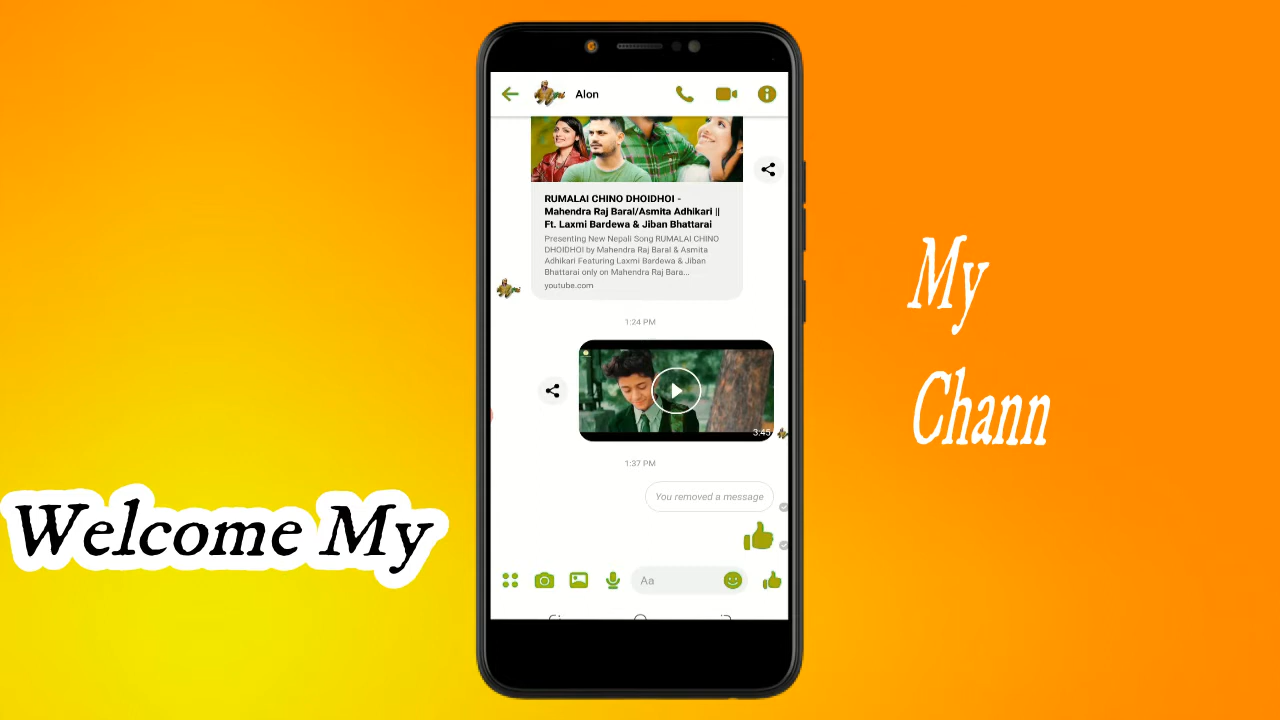 Alon
RUMALAI CHINO DHOIDHOI -
Mahendra Raj Baral/Asmita Adhikari ||
Ft. Laxmi Bardewa & Jiban Bhattarai
Presenting New Nepali Song RUMALAI CHINO
DHOIDHOI by Mahendra Raj Baral & Asmita
Adhikari Featuring Laxmi Bardewa & Jiban
Bhattarai only on Mahendra Raj Bara...
youtube.com
1:24 PM
3:45
1:37 PM
You removed a message
Aa
Welcome My
My
Chann